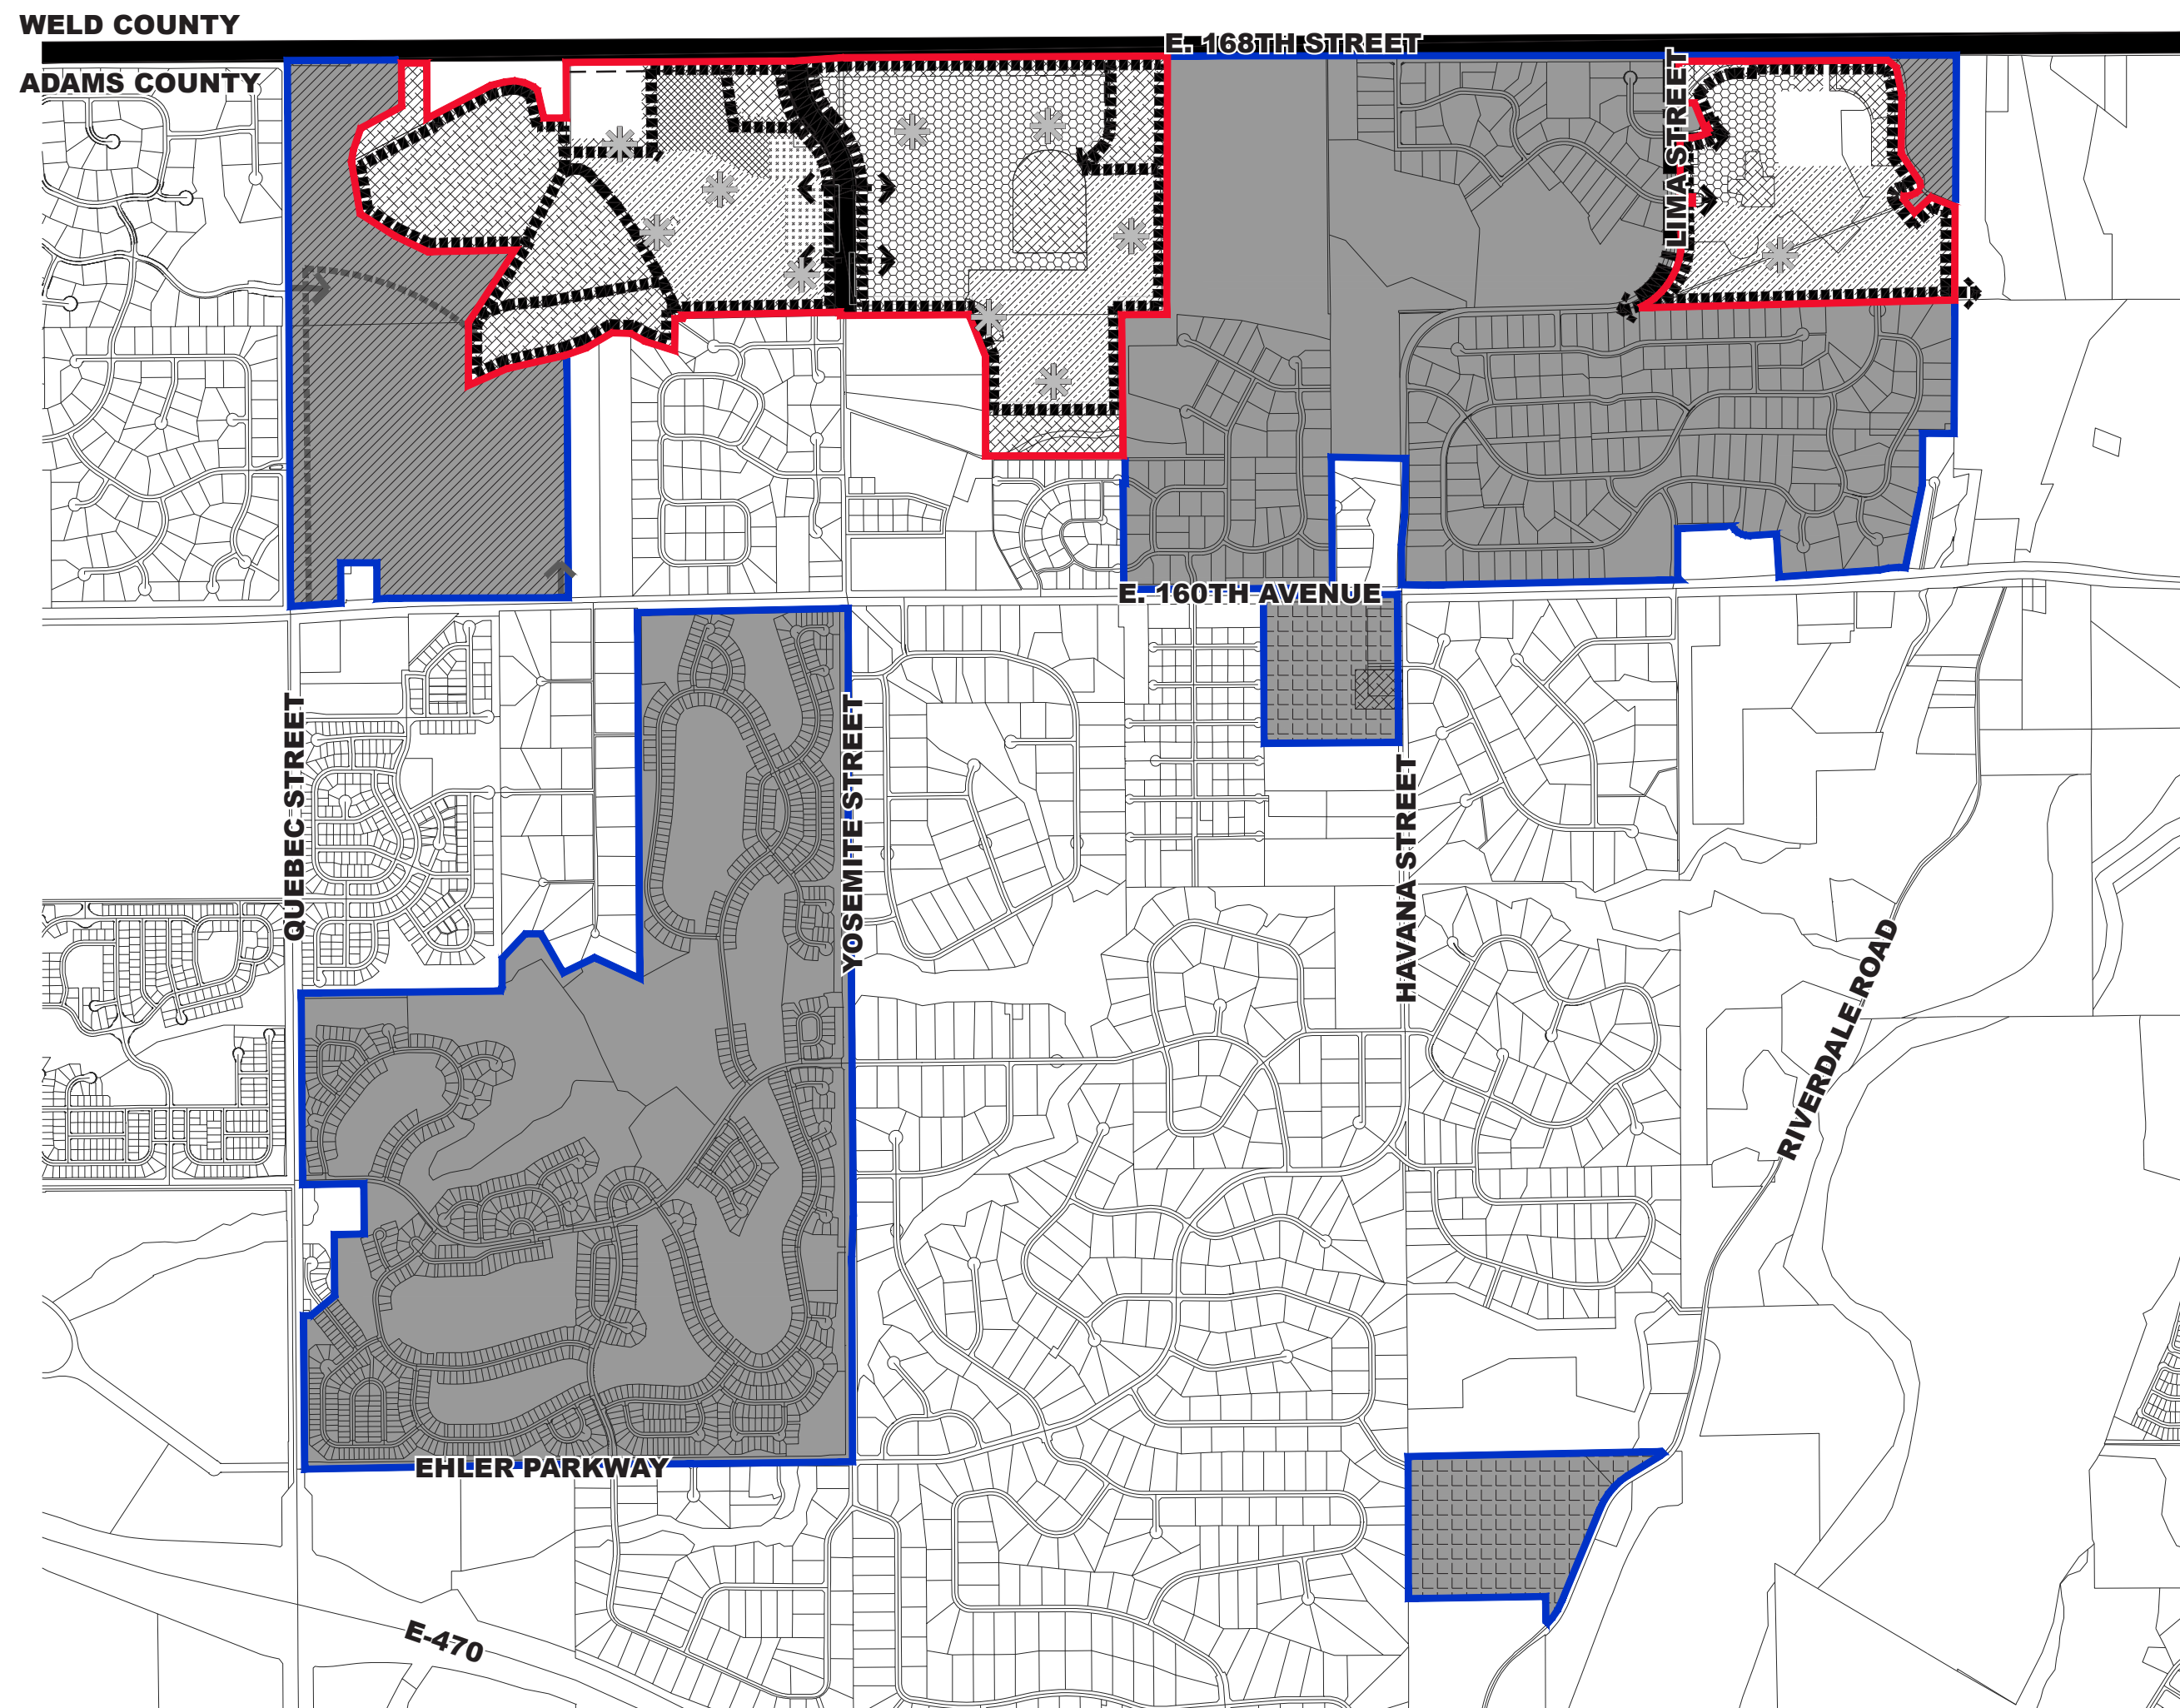 WELD COUNTY
E. 168TH STREET
ADAMS COUNTY
LIMA STREET
E. 160TH AVENUE
QUEBEC STREET
YOSEMITE STREET
HAVANA STREET
RIVERDALE ROAD
EHLER PARKWAY
E-470